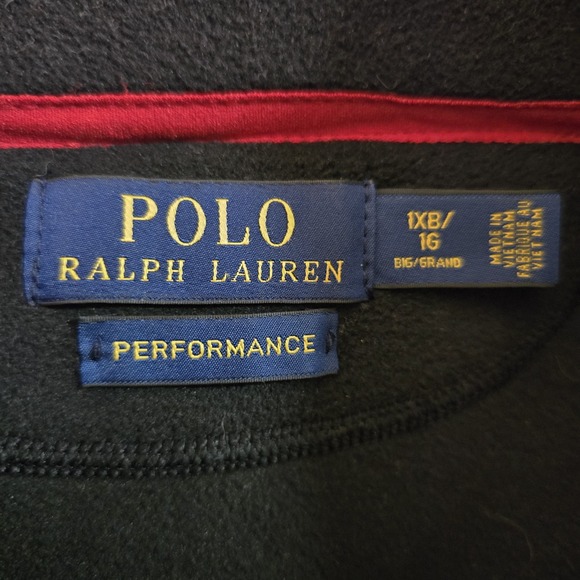 POLO
RALPH LAUREN
1XB/
1G
BIG/GRAND
MADE IN
VIETNAM
FABRIQUÉ AU
VIET NAM
PERFORMANCE